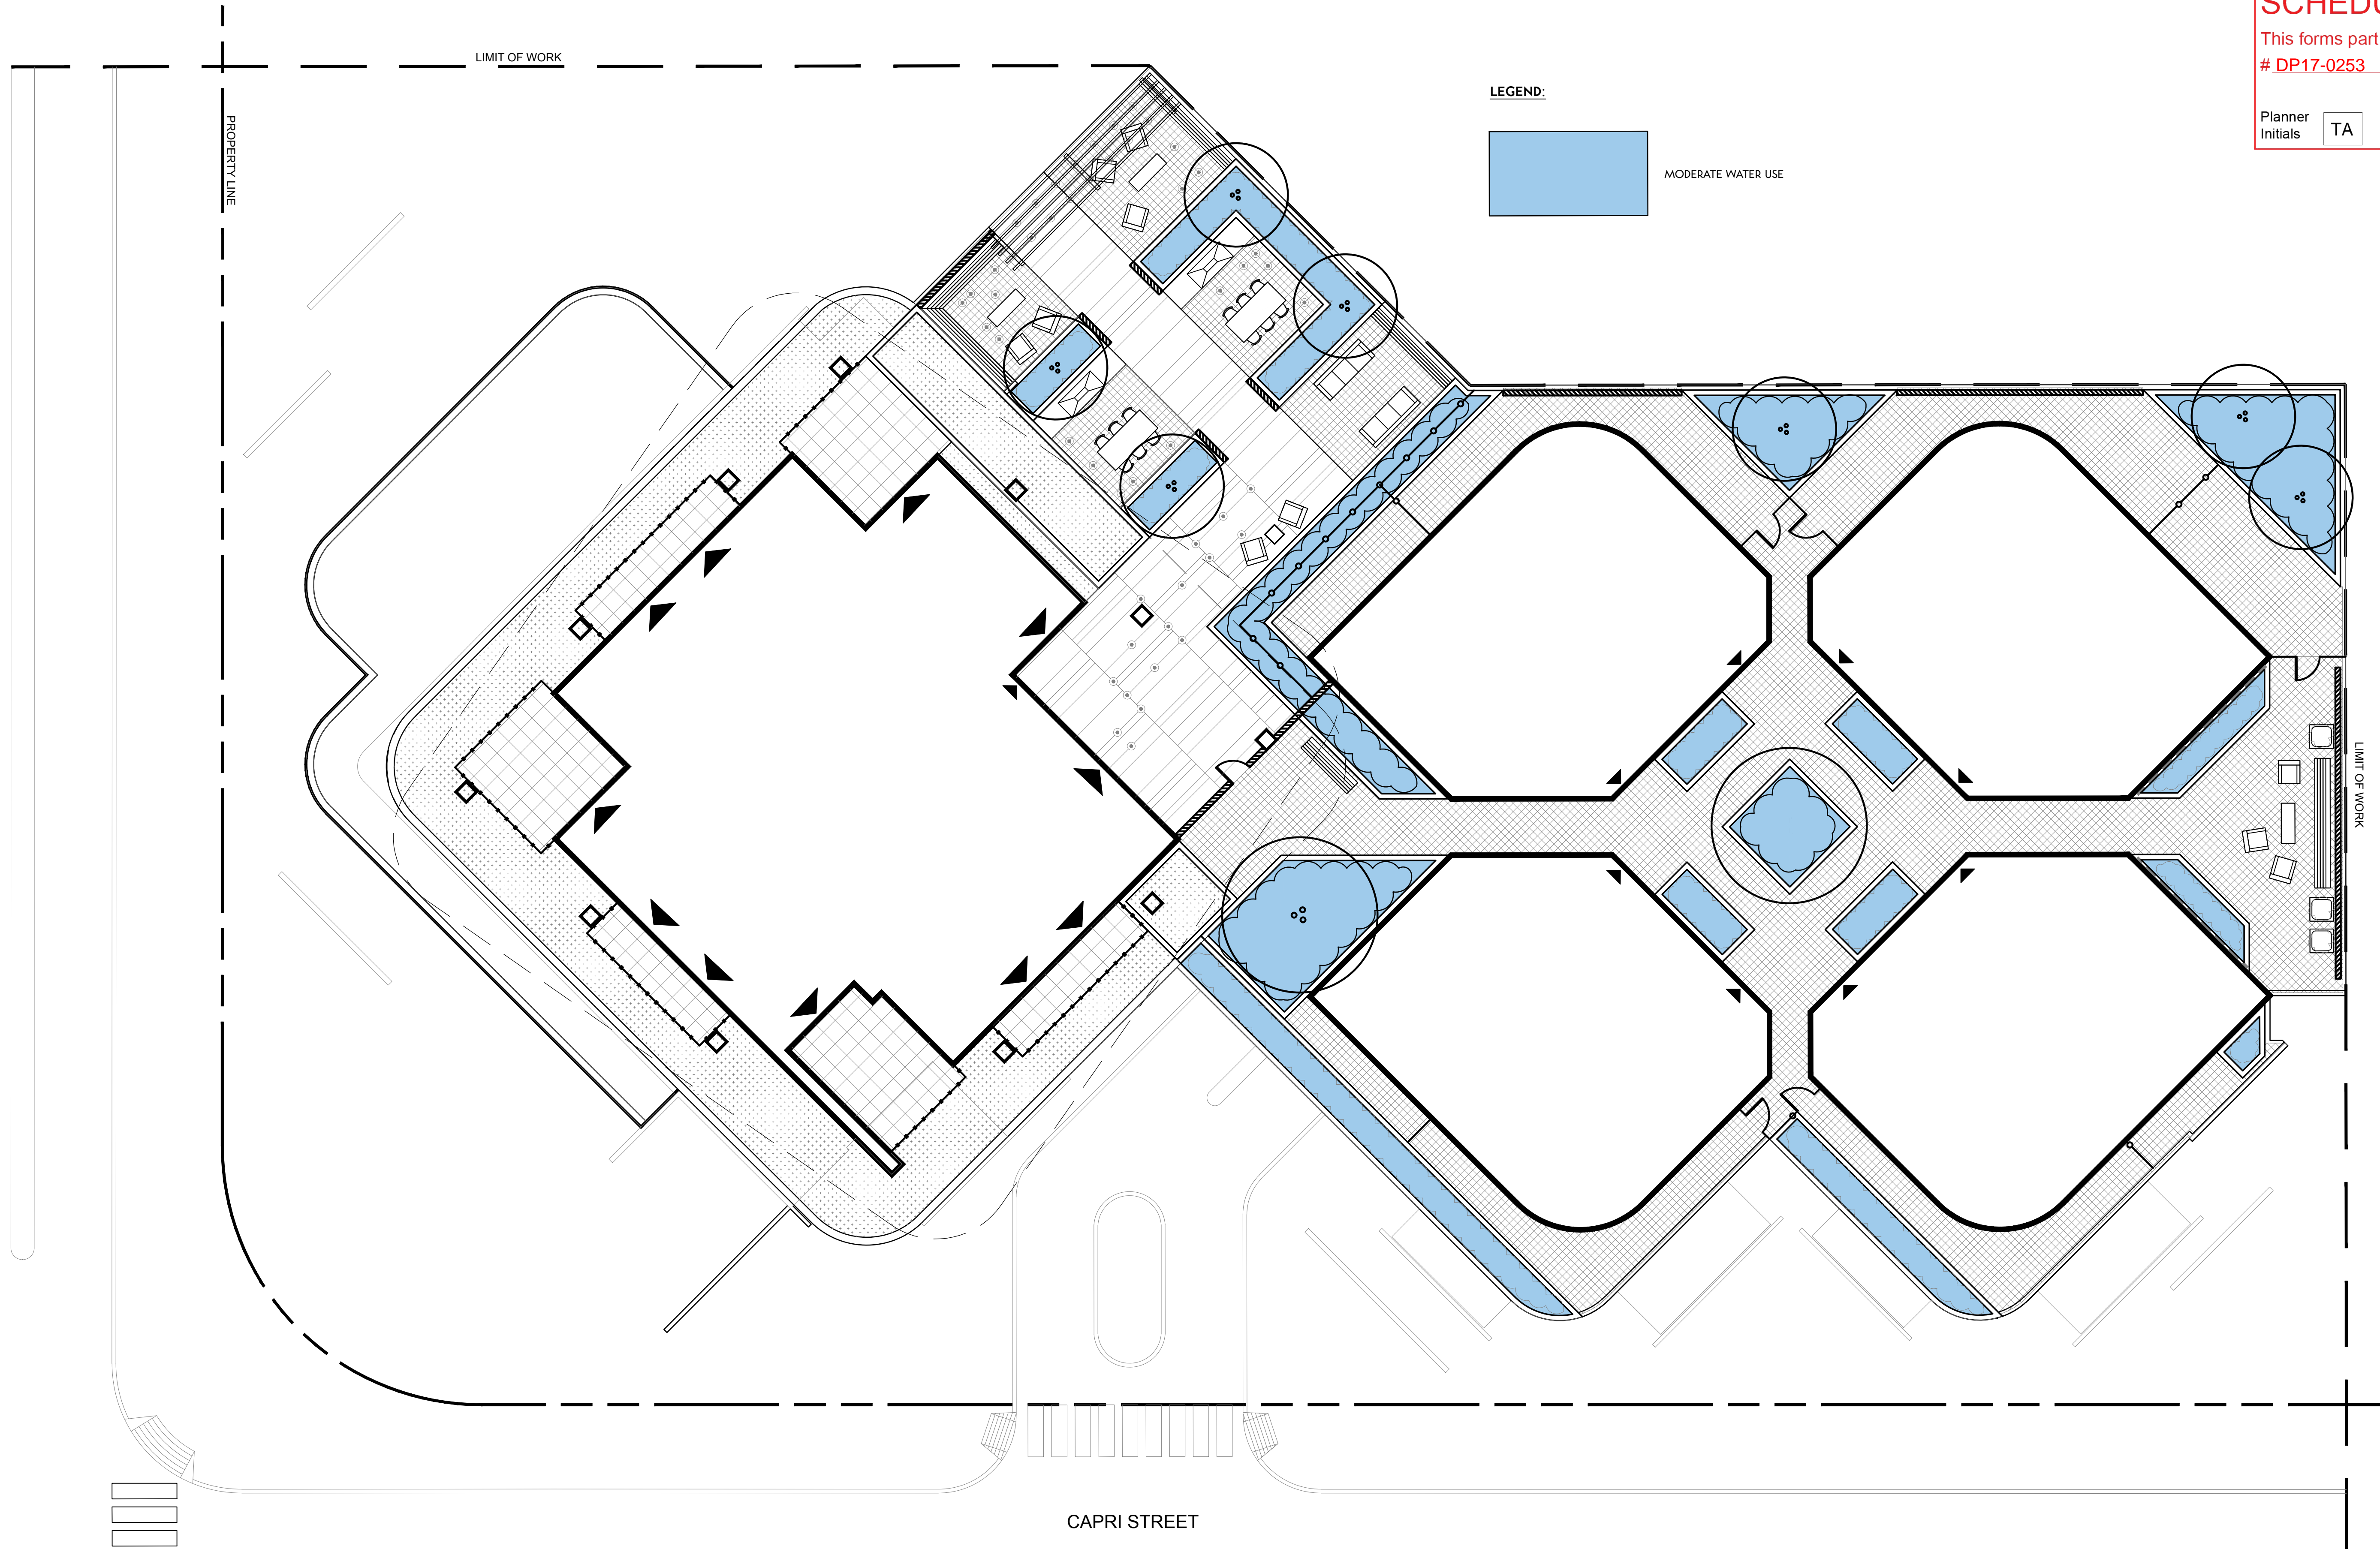 SCHEDU
This forms part
# DP17-0253
Planner
Initials
TA
LIMIT OF WORK
LEGEND:
PROPERTY LINE
MODERATE WATER USE
LIMIT OF WORK
CAPRI STREET